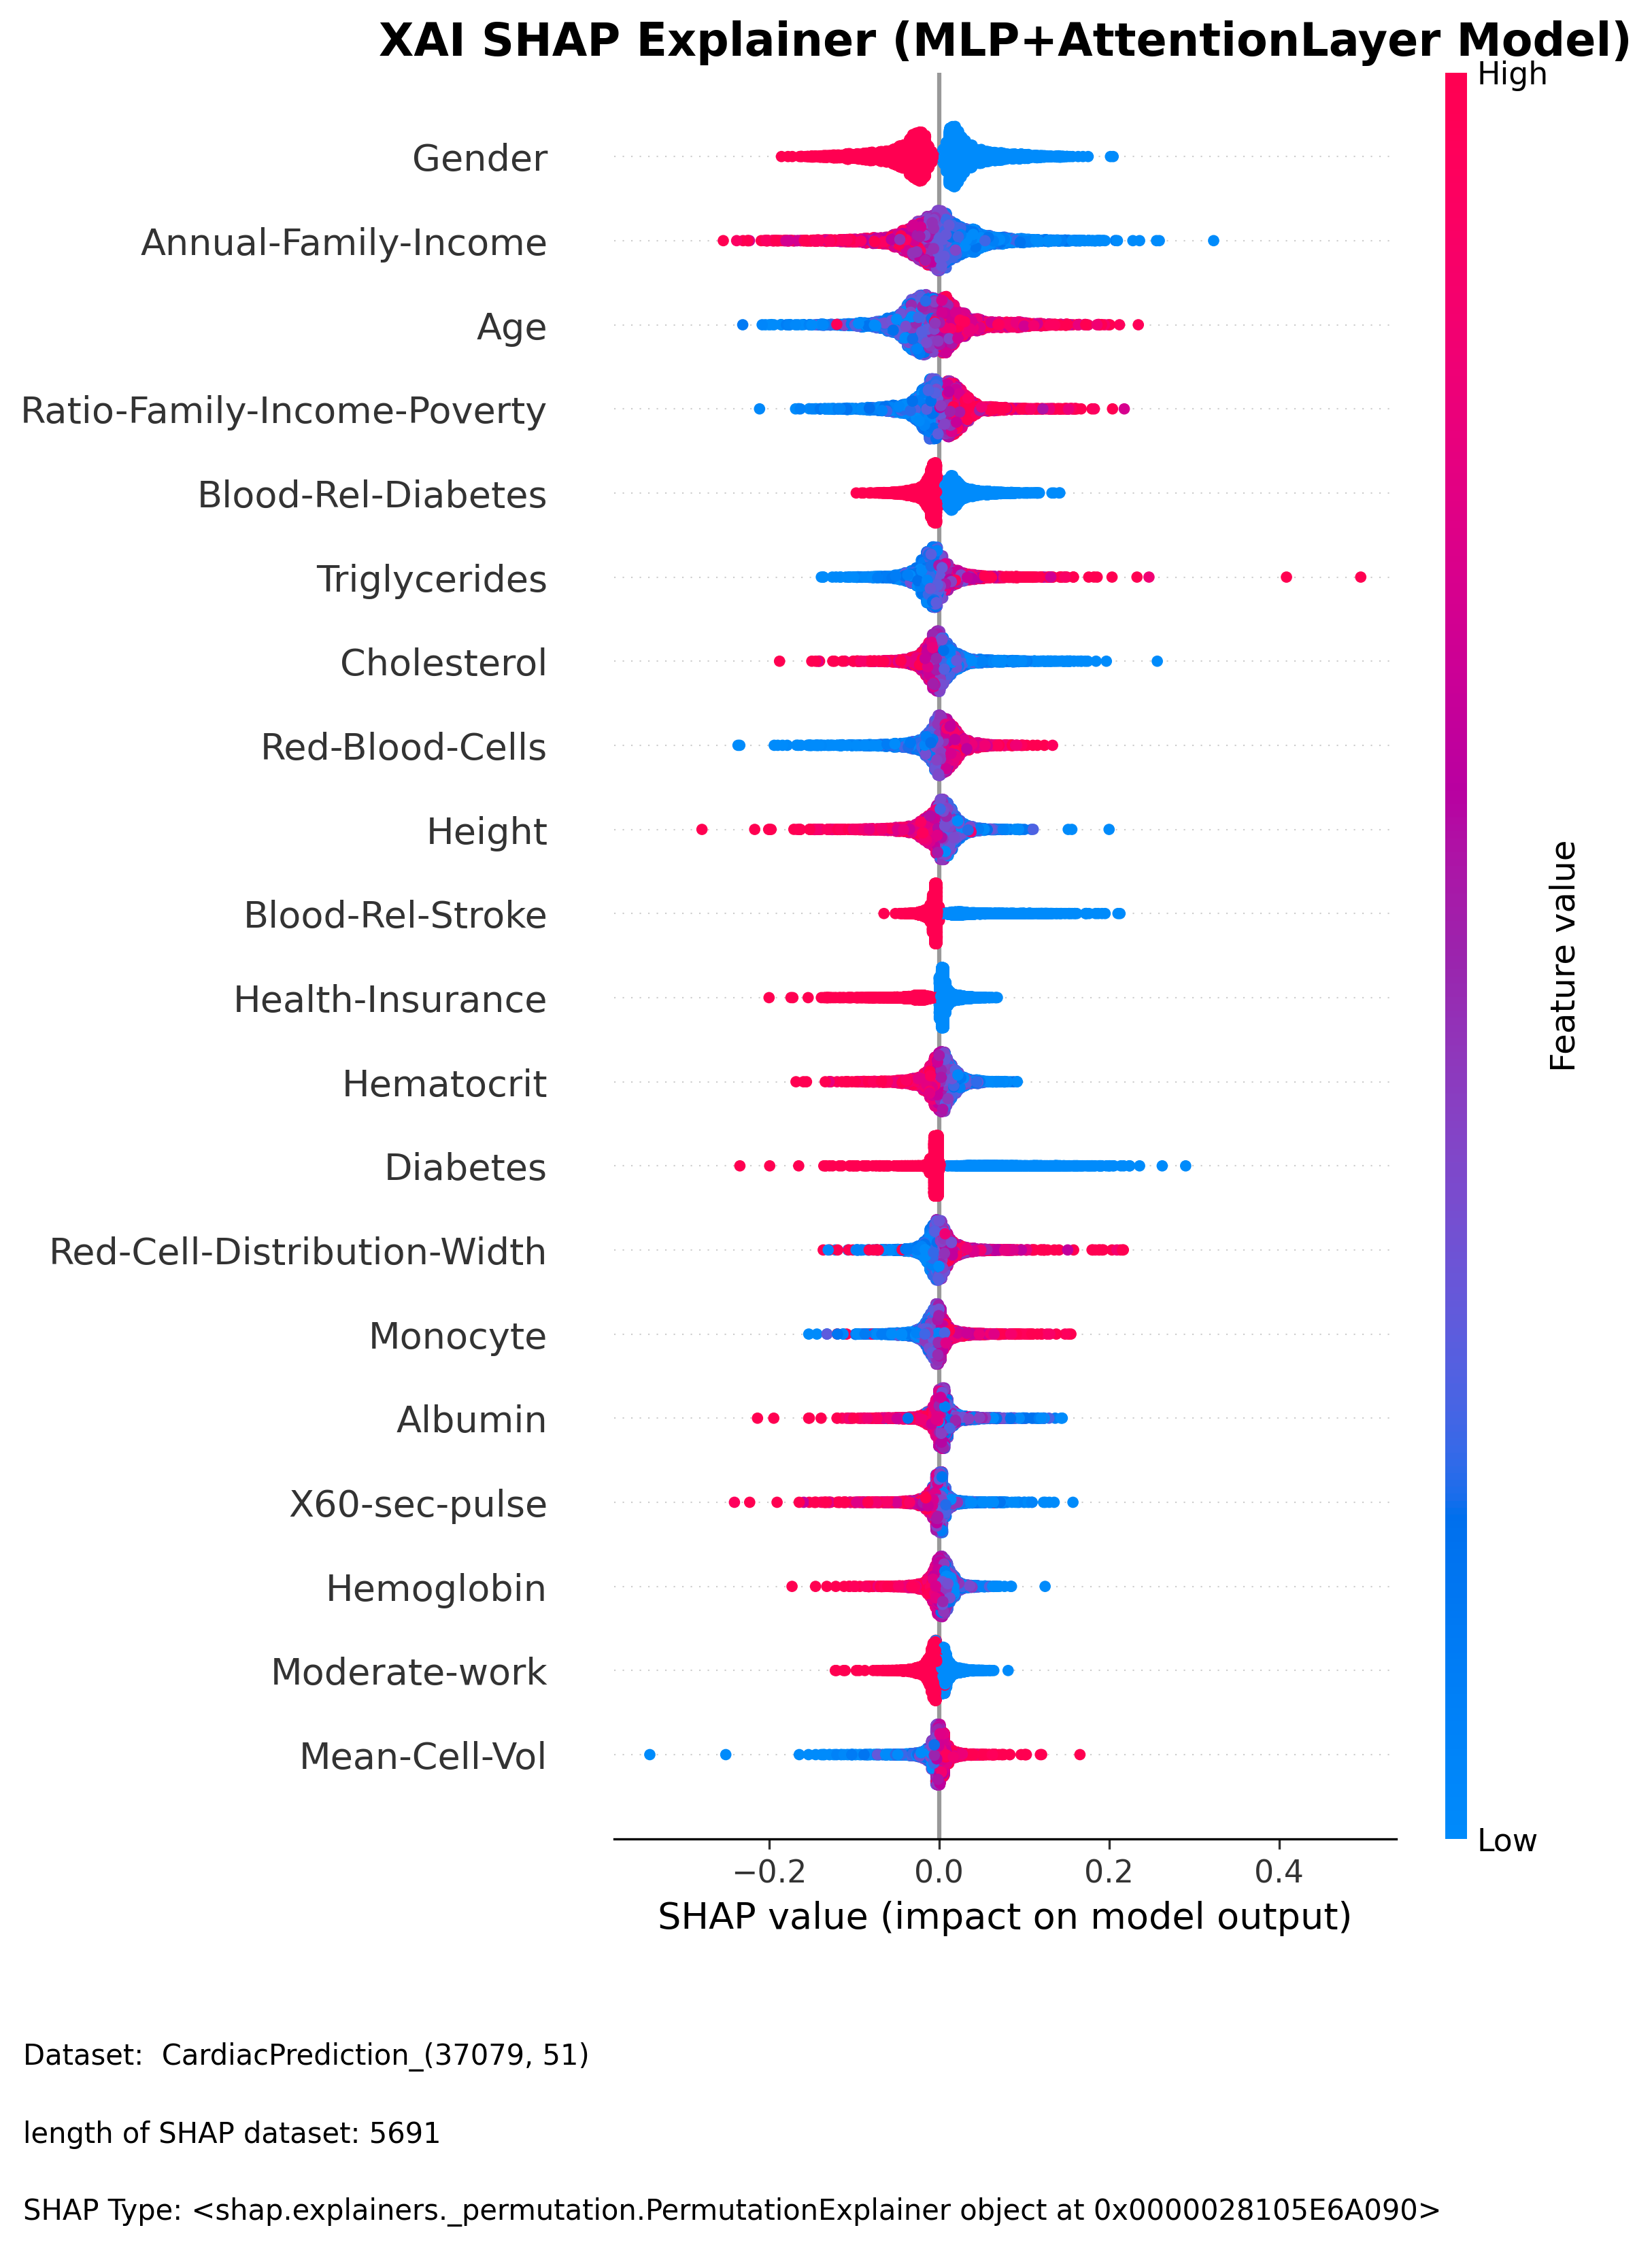 XAI SHAP Explainer (MLP+AttentionLayer Model)
High
Gender
Annual-Family-Income
Age
Ratio-Family-Income-Poverty
Blood-Rel-Diabetes
Triglycerides
Cholesterol
Red-Blood-Cells
Height
Blood-Rel-Stroke
Health-Insurance
Hematocrit
Diabetes
Red-Cell-Distribution-Width
Monocyte
Albumin
X60-sec-pulse
Hemoglobin
Moderate-work
Mean-Cell-Vol
Feature value
Low
−0.2 0.0 0.2 0.4
SHAP value (impact on model output)
Dataset:  CardiacPrediction_(37079, 51)
length of SHAP dataset: 5691
SHAP Type: <shap.explainers._permutation.PermutationExplainer object at 0x0000028105E6A090>